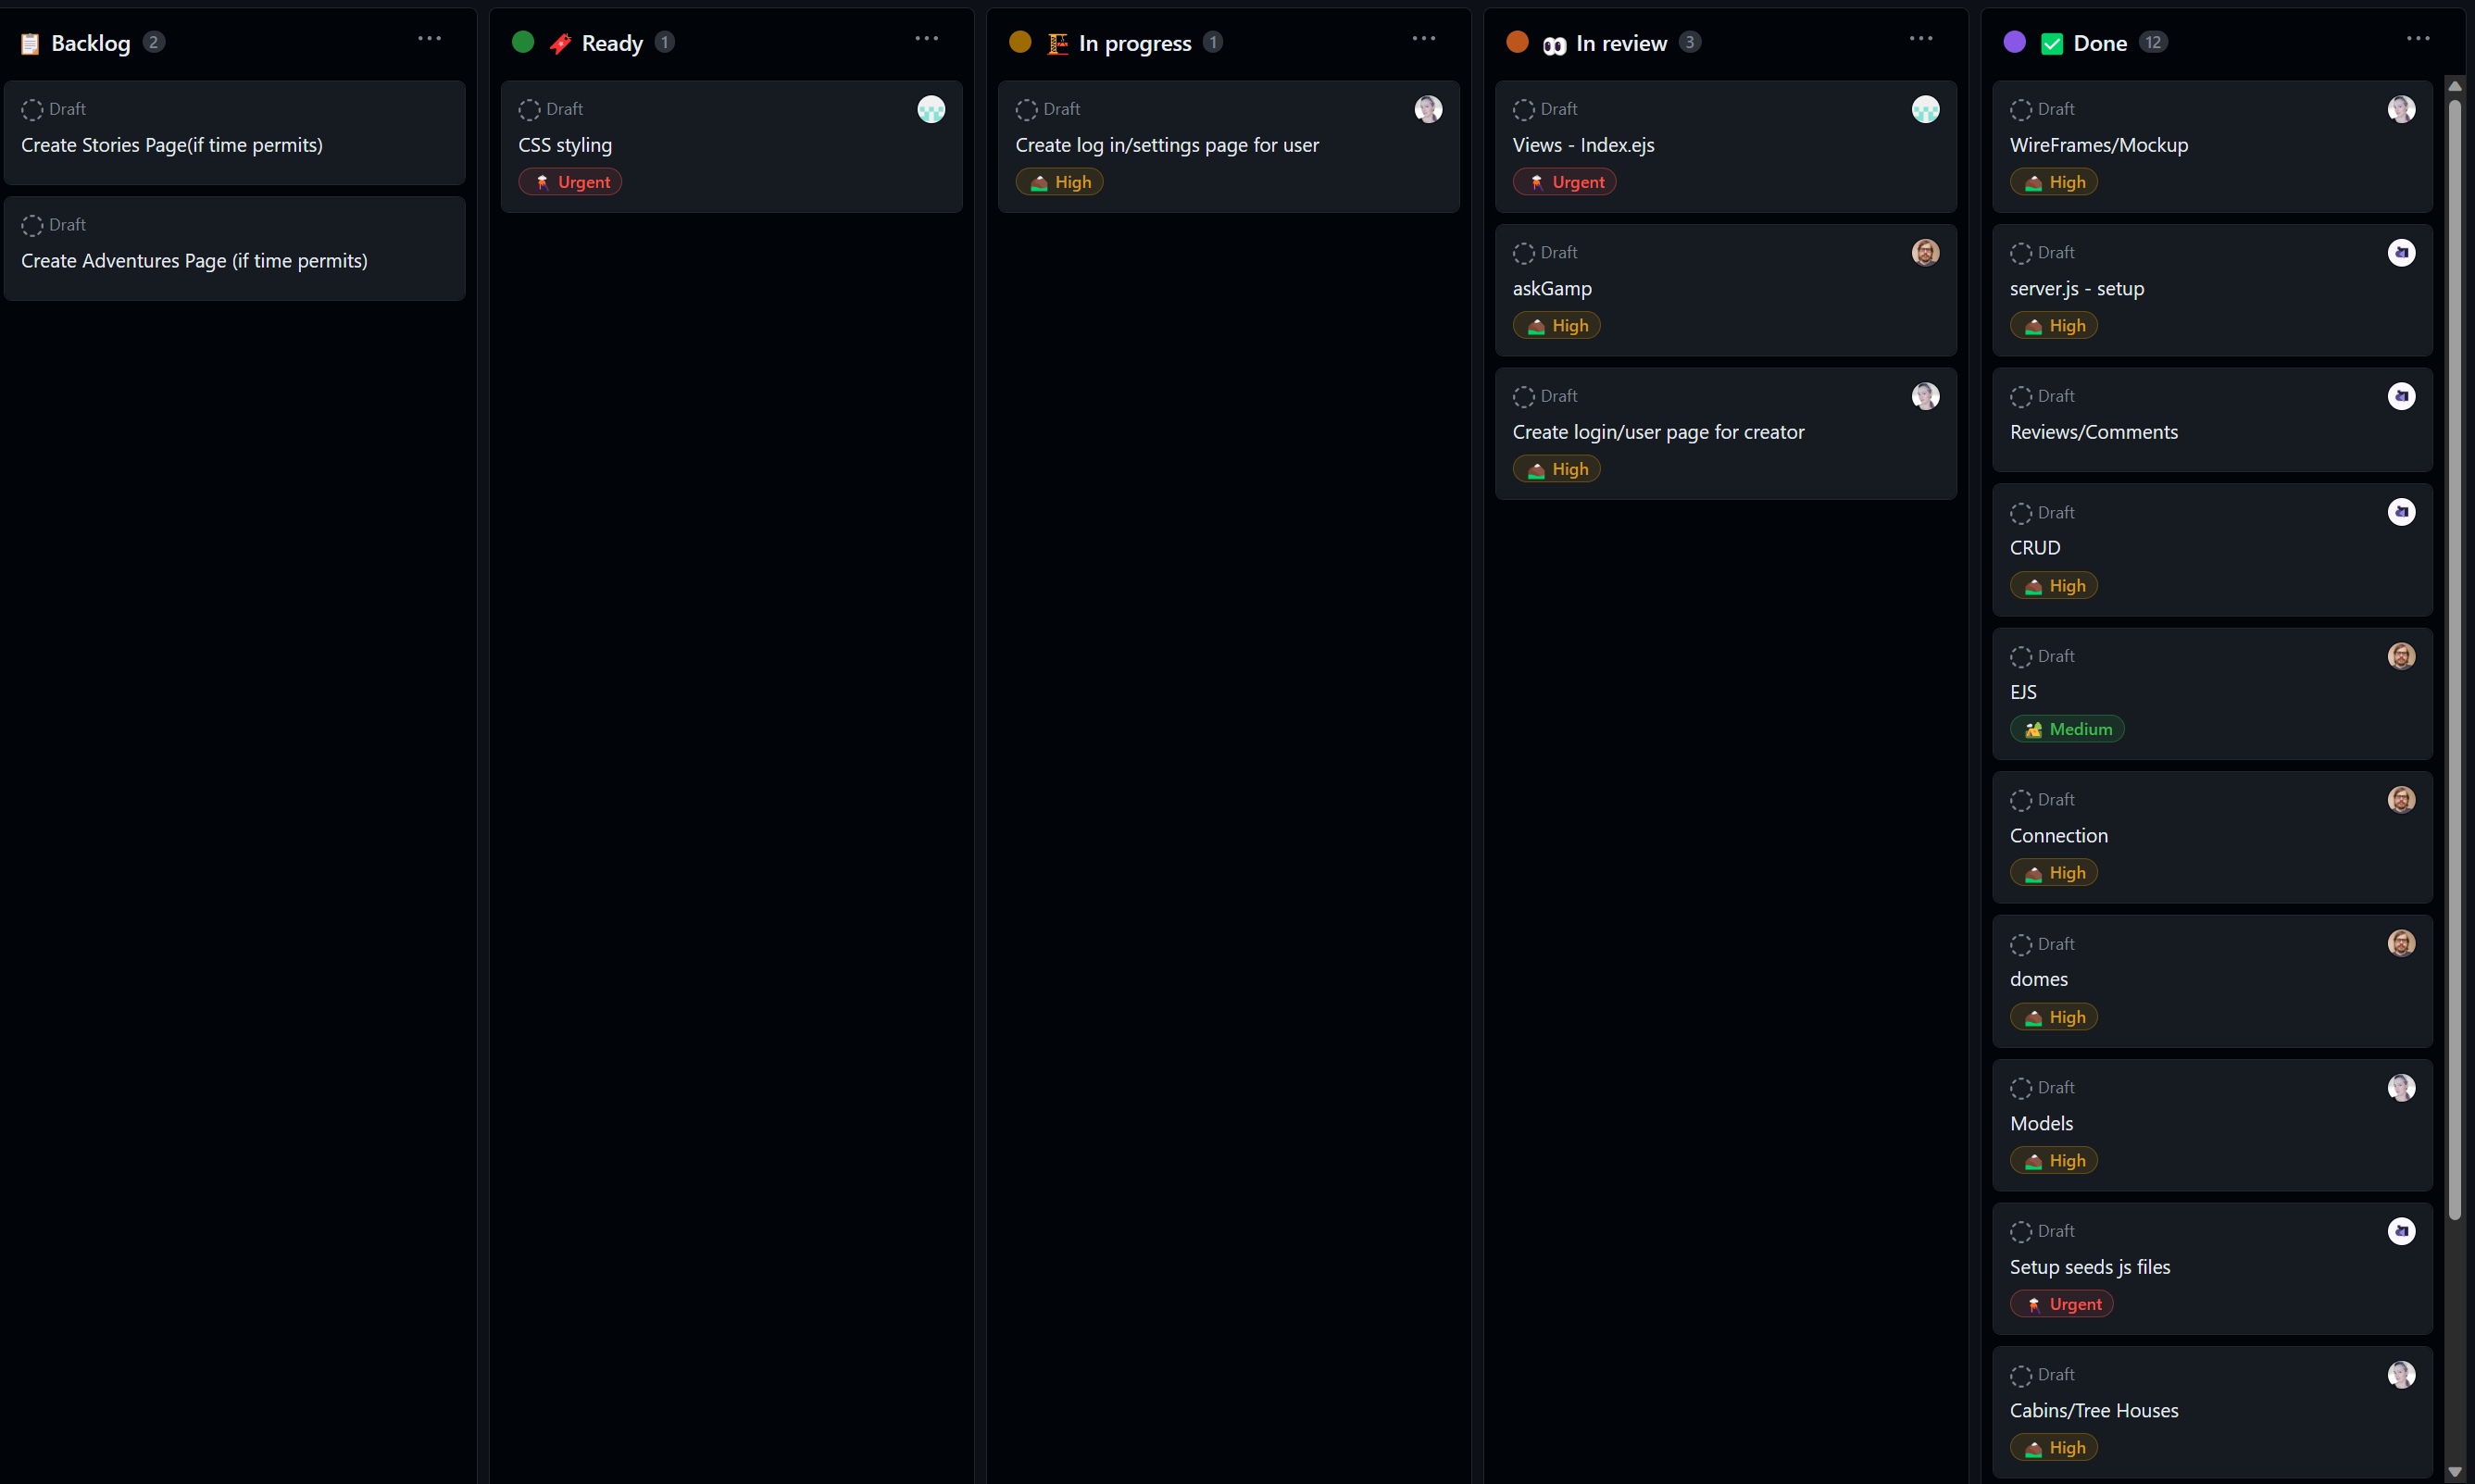 Backlog 2
Draft
Create Stories Page(if time permits)
Draft
Create Adventures Page (if time permits)
Ready 1
Draft
CSS styling
Urgent
In progress 1
Draft
Create log in/settings page for user
High
In review 3
Draft
Views - Index.ejs
Urgent
Draft
askGamp
High
Draft
Create login/user page for creator
High
Done 12
Draft
WireFrames/Mockup
High
Draft
server.js - setup
High
Draft
Reviews/Comments
Draft
CRUD
High
Draft
EJS
Medium
Draft
Connection
High
Draft
domes
High
Draft
Models
High
Draft
Setup seeds js files
Urgent
Draft
Cabins/Tree Houses
High